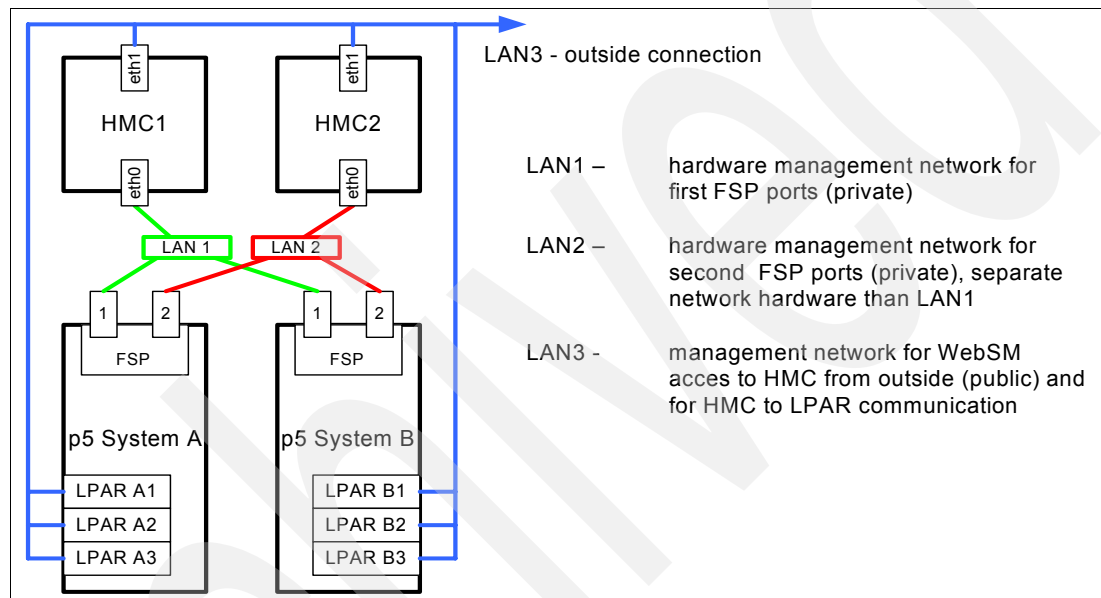 eth1
eth1
LAN3 - outside connection
HMC1
HMC2
eth0
eth0
LAN1 – hardware management network for
first FSP ports (private)
LAN 1
LAN 2
LAN2 – hardware management network for
second FSP ports (private), separate
network hardware than LAN1
1
2
1
2
FSP
FSP
LAN3 - management network for WebSM
acces to HMC from outside (public) and
for HMC to LPAR communication
p5 System A
p5 System B
LPAR A1
LPAR B1
LPAR A2
LPAR B2
LPAR A3
LPAR B3